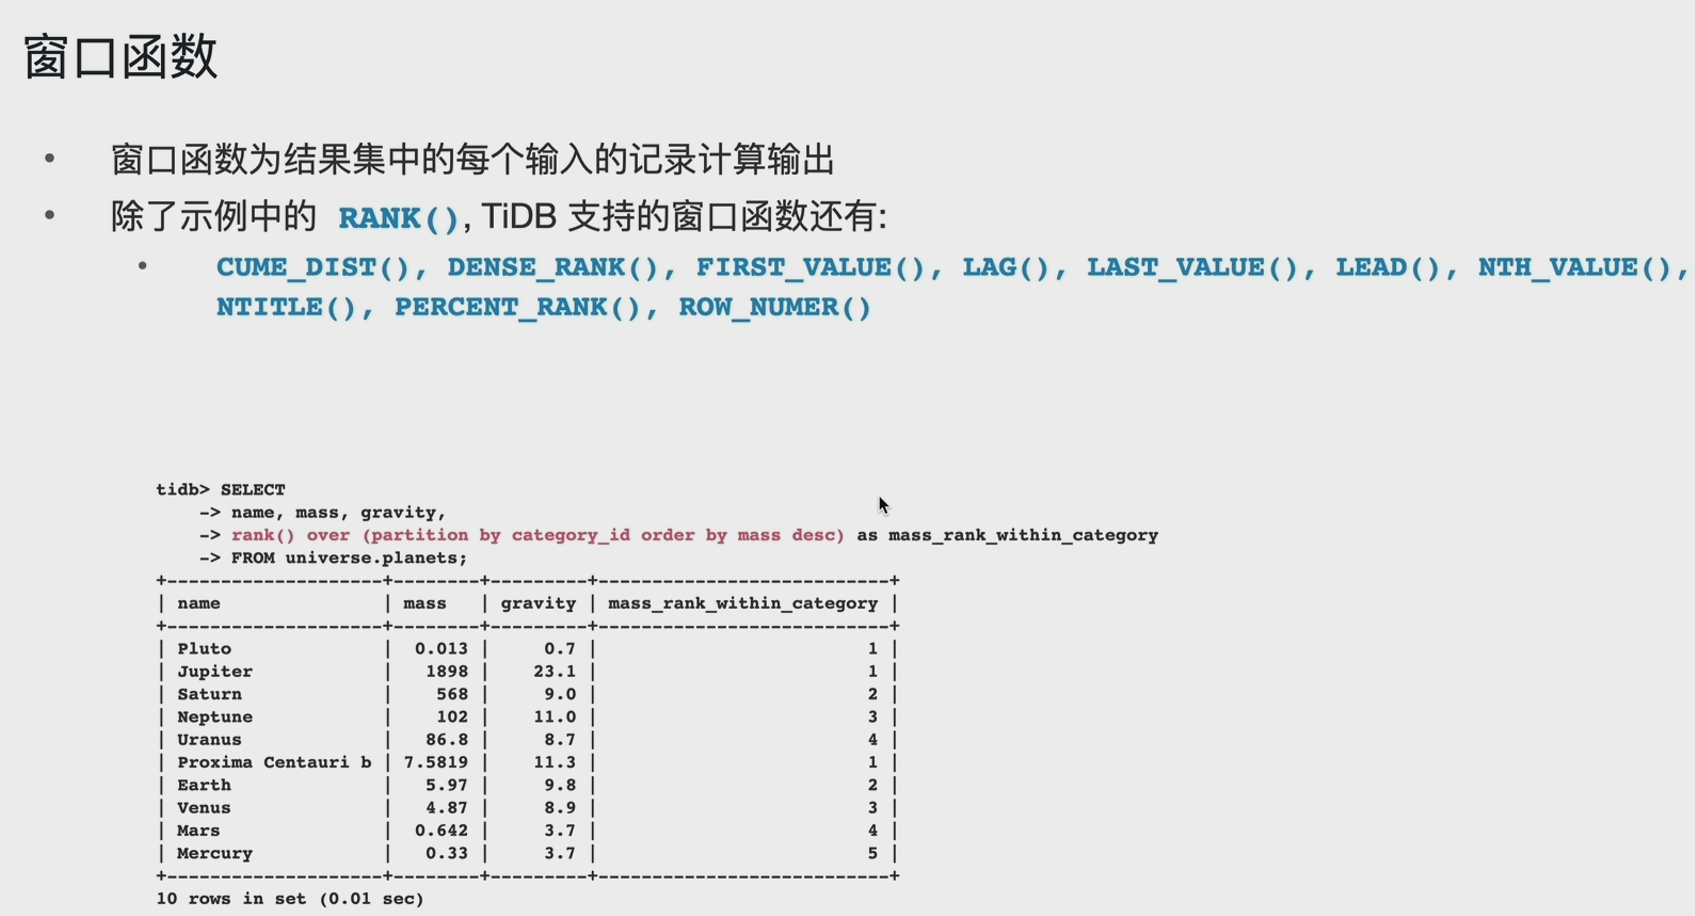 窗口函数
• 窗口函数为结果集中的每个输入的记录计算输出
• 除了示例中的 RANK(), TiDB 支持的窗口函数还有:
• CUME_DIST(), DENSE_RANK(), FIRST_VALUE(), LAG(), LAST_VALUE(), LEAD(), NTH_VALUE(),
NTITLE(), PERCENT_RANK(), ROW_NUMER()
tidb> SELECT
    -> name, mass, gravity,
    -> rank() over (partition by category_id order by mass desc) as mass_rank_within_category
    -> FROM universe.planets;
+--------------------+--------+---------+---------------------------+
| name               | mass   | gravity | mass_rank_within_category |
+--------------------+--------+---------+---------------------------+
| Pluto              |  0.013 |     0.7 |                         1 |
| Jupiter            |   1898 |    23.1 |                         1 |
| Saturn             |    568 |     9.0 |                         2 |
| Neptune            |    102 |    11.0 |                         3 |
| Uranus             |   86.8 |     8.7 |                         4 |
| Proxima Centauri b | 7.5819 |    11.3 |                         1 |
| Earth              |   5.97 |     9.8 |                         2 |
| Venus              |   4.87 |     8.9 |                         3 |
| Mars               |  0.642 |     3.7 |                         4 |
| Mercury            |   0.33 |     3.7 |                         5 |
+--------------------+--------+---------+---------------------------+
10 rows in set (0.01 sec)